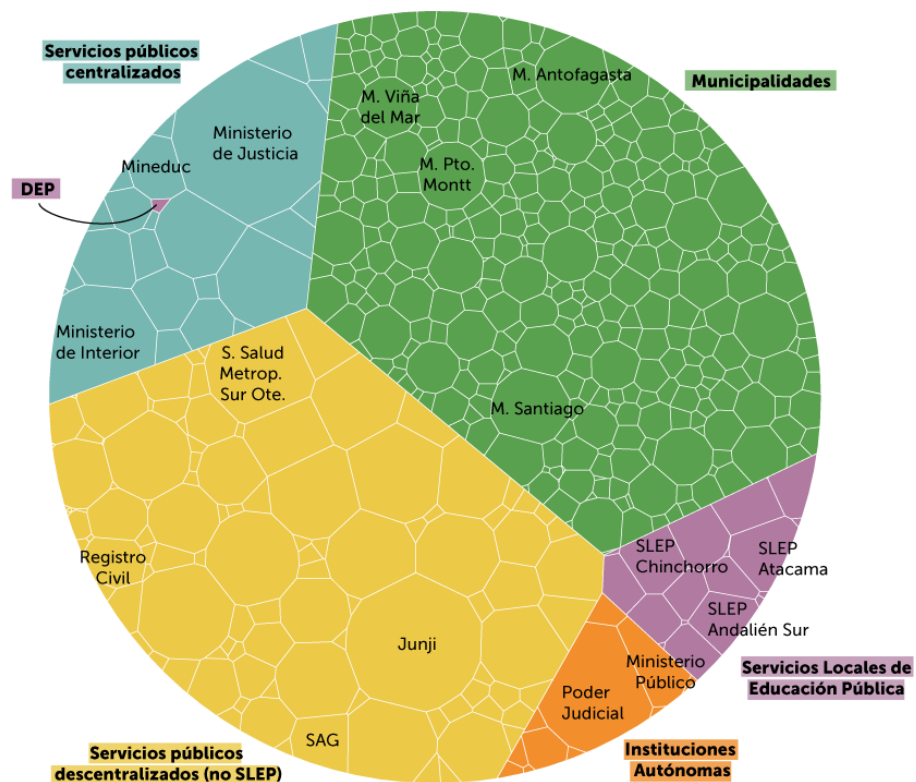 Servicios públicos
centralizados
M. Antofagasta
Municipalidades
M. Viña
del Mar
Ministerio
de Justicia
Mineduc
M. Pto.
Montt
DEP
Ministerio
de Interior
S. Salud
Metrop.
Sur Ote.
M. Santiago
SLEP
Chinchorro
SLEP
Atacama
Registro
Civil
SLEP
Andalién Sur
Junji
Ministerio
Público
Servicios Locales de
Educación Pública
Poder
Judicial
SAG
Servicios públicos
descentralizados (no SLEP)
Instituciones
Autónomas